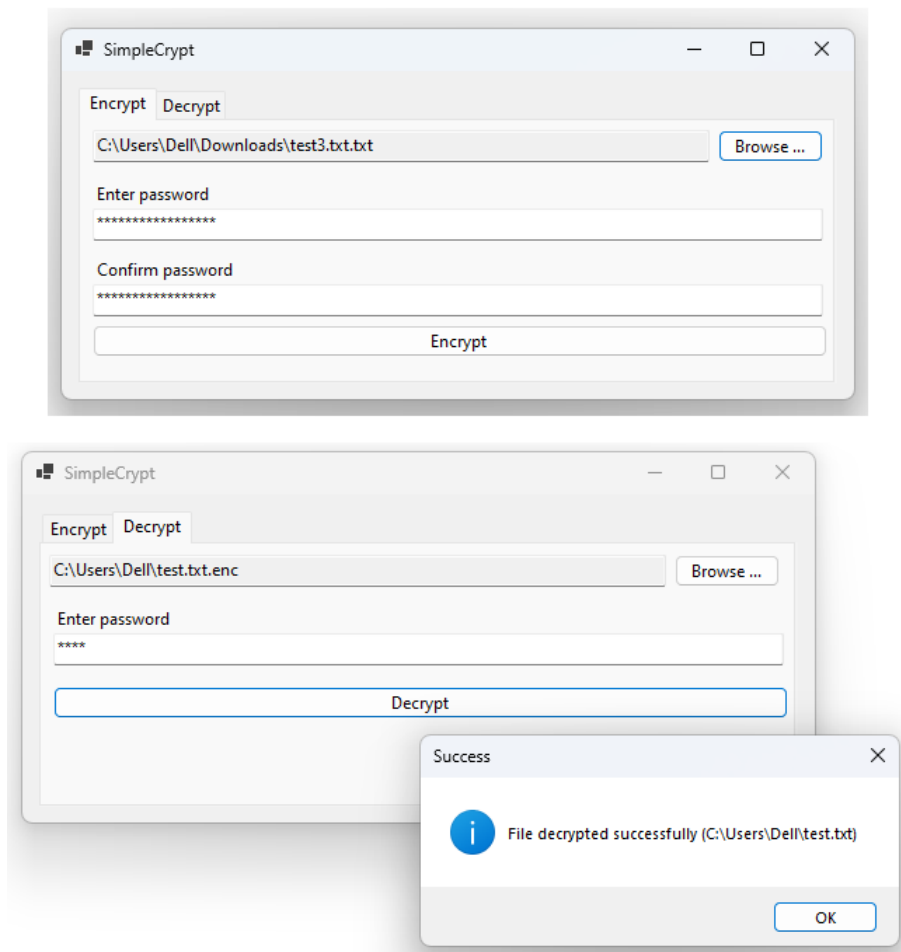 SimpleCrypt
Encrypt Decrypt
C:\Users\Dell\Downloads\test3.txt.txt Browse ...
Enter password
*****************
Confirm password
*****************
Encrypt
SimpleCrypt
Encrypt Decrypt
C:\Users\Dell\test.txt.enc Browse ...
Enter password
****
Decrypt
Success
File decrypted successfully (C:\Users\Dell\test.txt)
OK